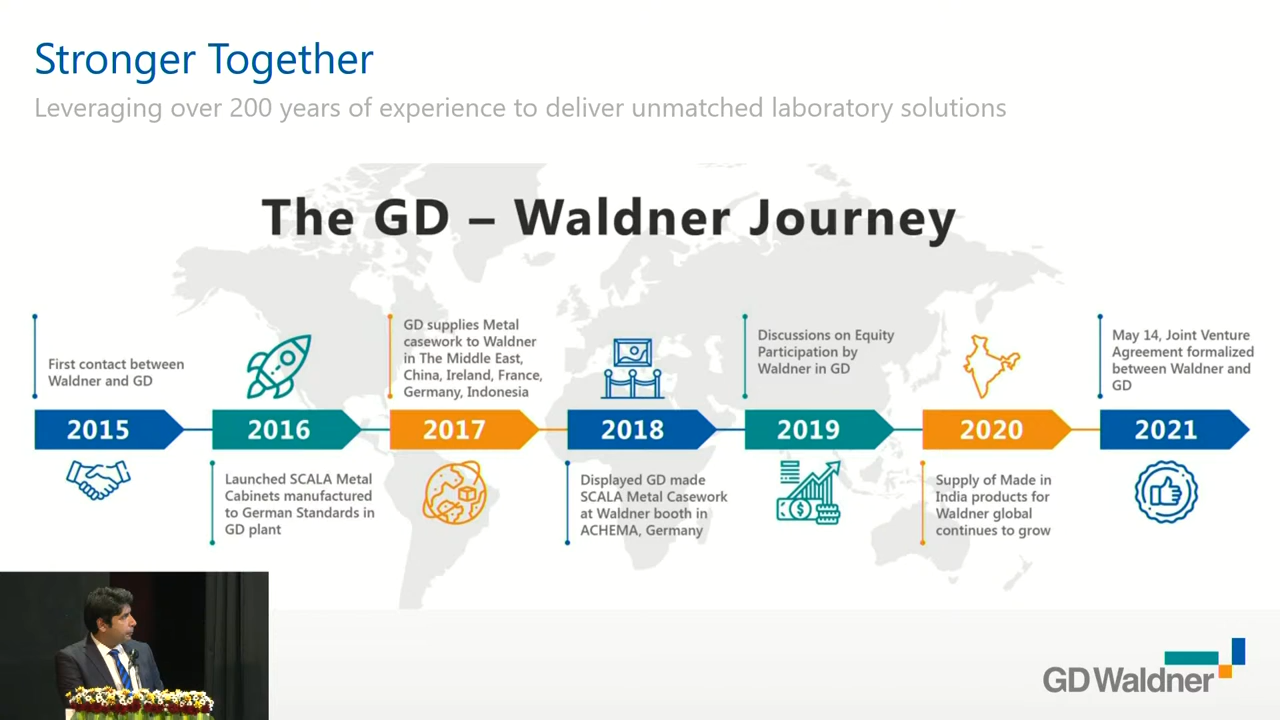 Stronger Together
Leveraging over 200 years of experience to deliver unmatched laboratory solutions
The GD – Waldner Journey
First contact between
Waldner and GD
2015
2016
Launched SCALA Metal
Cabinets manufactured
to German Standards in
GD plant
GD supplies Metal
casework to Waldner
in The Middle East,
China, Ireland, France,
Germany, Indonesia
2017
2018
Displayed GD made
SCALA Metal Casework
at Waldner booth in
ACHEMA, Germany
Discussions on Equity
Participation by
Waldner in GD
2019
2020
Supply of Made in
India products for
Waldner global
continues to grow
May 14, Joint Venture
Agreement formalized
between Waldner and
GD
2021
GD Waldner